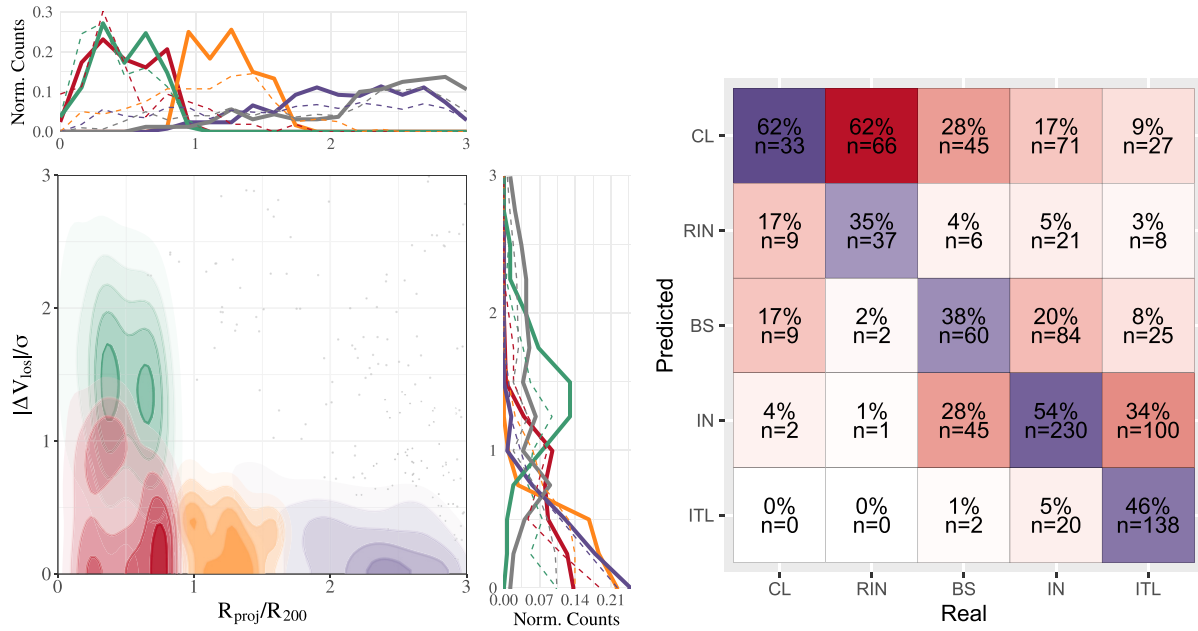 0.3
0.2
0.1
0.0
Norm. Counts
0
1
2
3
3
2
1
0
|ΔVlos|/σ
0
1
2
3
Rproj/R200
3
2
1
0
0.00 0.07 0.14 0.21
Norm. Counts
Predicted
CL
62% 62% 28% 17% 9%
n=33 n=66 n=45 n=71 n=27
RIN
17% 35% 4% 5% 3%
n=9 n=37 n=6 n=21 n=8
BS
17% 2% 38% 20% 8%
n=9 n=2 n=60 n=84 n=25
IN
4% 1% 28% 54% 34%
n=2 n=1 n=45 n=230 n=100
ITL
0% 0% 1% 5% 46%
n=0 n=0 n=2 n=20 n=138
CL RIN BS IN ITL
Real